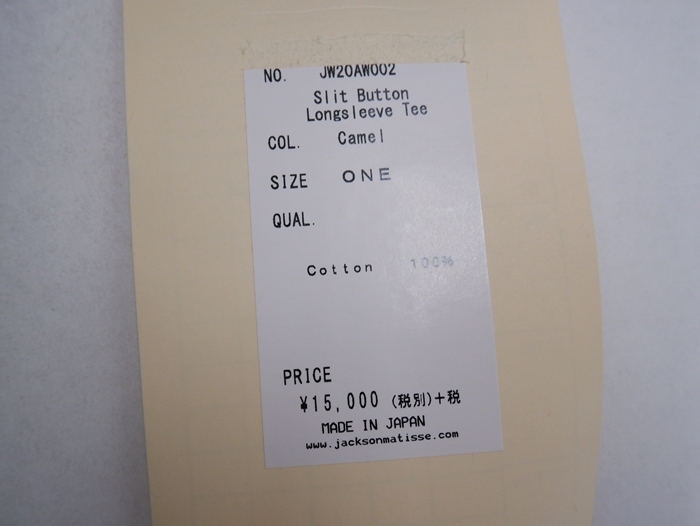 NO. JW20AW002
Slit Button
Longsleeve Tee
COL. Camel
SIZE ONE
QUAL.
Cotton 100%
PRICE
¥15,000 (税別)+税
MADE IN JAPAN
www.jacksonmatisse.com